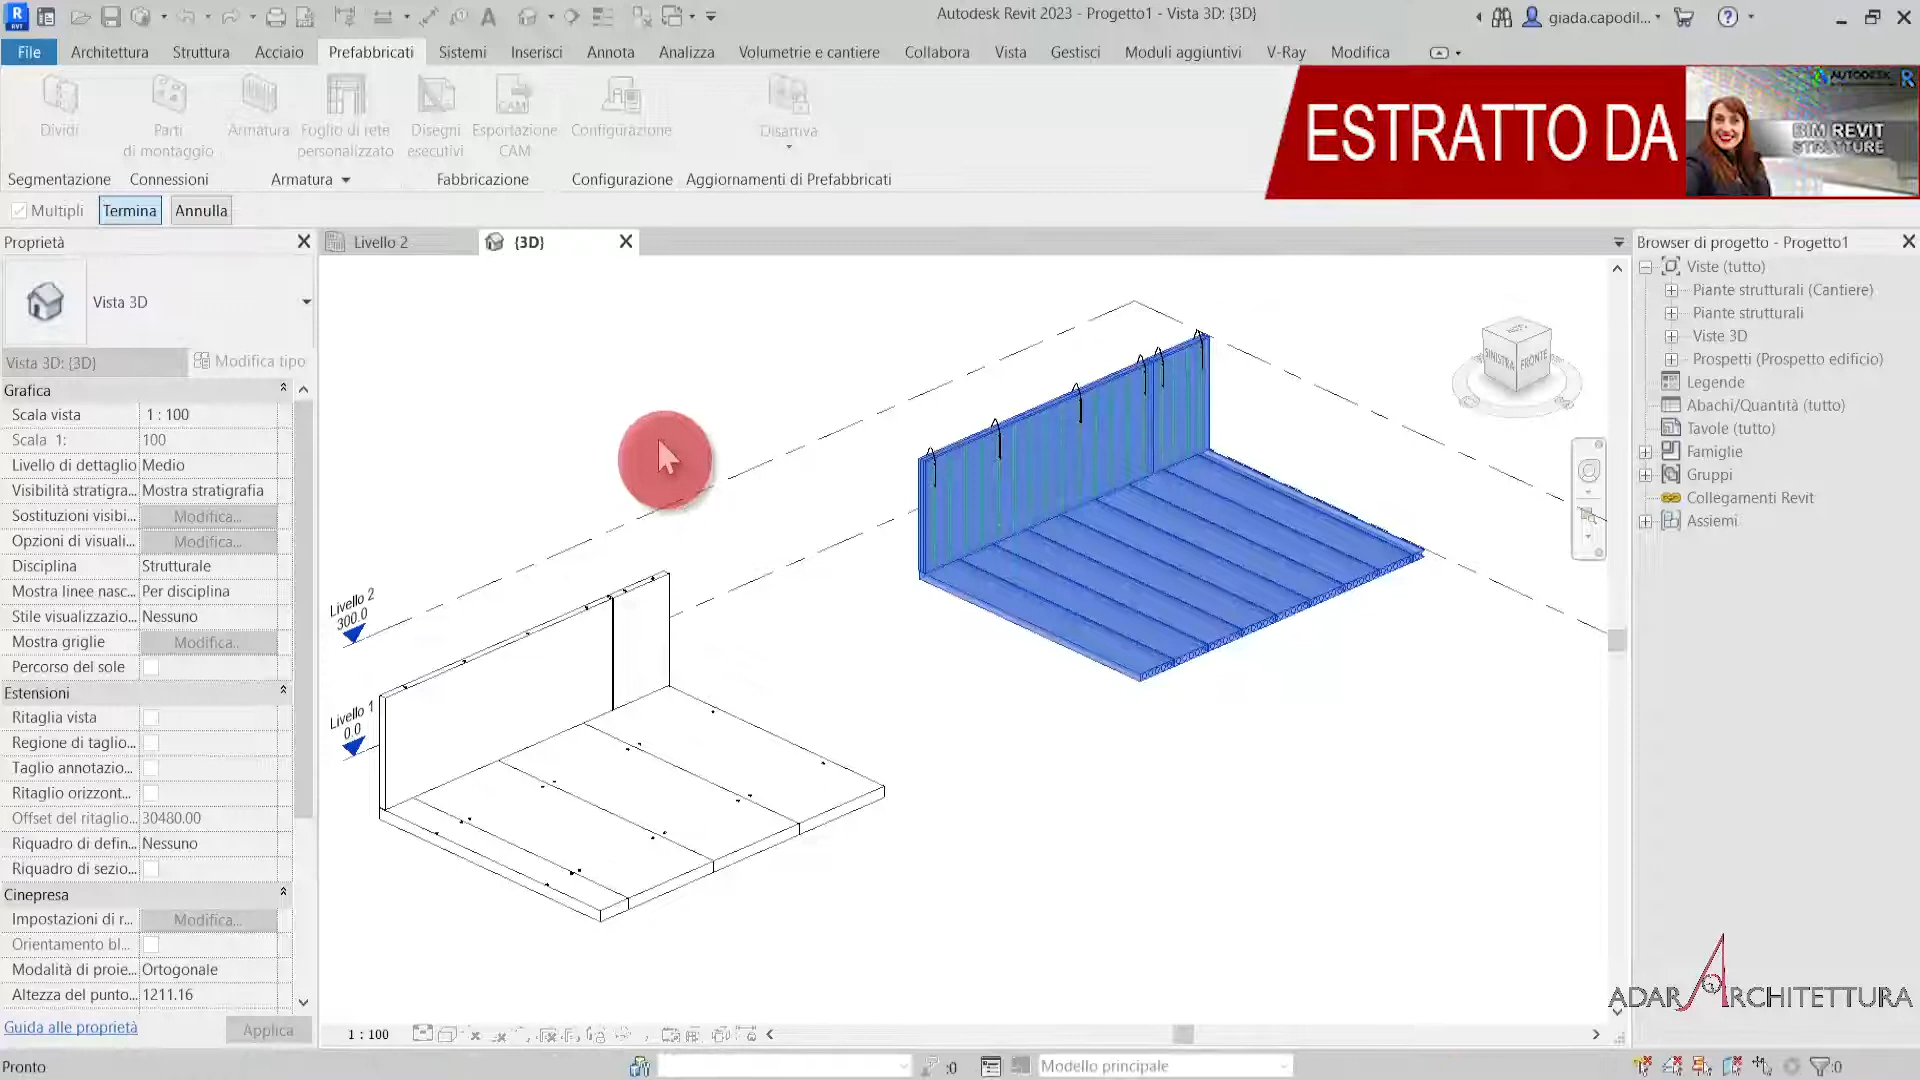 Autodesk Revit 2023 - Progetto1 - Vista 3D: {3D}
giada.capodil...
File Architettura Struttura Acciaio Prefabbricati Sistemi Inserisci Annota Analizza Volumetrie e cantiere Collabora Vista Gestisci Moduli aggiuntivi V-Ray Modifica
Dividi
Parti
di montaggio
Armatura
Foglio di rete
personalizzato
Disegni
esecutivi
Esportazione
CAM
Configurazione
Disattiva
Segmentazione Connessioni Armatura Fabbricazione Configurazione Aggiornamenti di Prefabbricati
ESTRATTO DA
AUTODESK
BIM REVIT
STRUTTURE
Multipli Termina Annulla
Proprietà
Livello 2
{3D}
Browser di progetto - Progetto1
Vista 3D
Vista 3D: {3D}
Modifica tipo
Grafica
Scala vista 1 : 100
Scala 1: 100
Livello di dettaglio Medio
Visibilità stratigra... Mostra stratigrafia
Sostituzioni visibi... Modifica...
Opzioni di visuali... Modifica...
Disciplina Strutturale
Mostra linee nasc... Per disciplina
Stile visualizzazio... Nessuno
Mostra griglie Modifica...
Percorso del sole
Estensioni
Ritaglia vista
Regione di taglio...
Taglio annotazio...
Ritaglio orizzont...
Offset del ritaglio... 30480.00
Riquadro di defin... Nessuno
Riquadro di sezio...
Cinepresa
Impostazioni di r... Modifica...
Orientamento bl...
Modalità di proie... Ortogonale
Altezza del punto... 1211.16
Guida alle proprietà
Applica
Livello 2
300.0
Livello 1
0.0
SINISTRA
FRONTE
Viste (tutto)
Piante strutturali (Cantiere)
Piante strutturali
Viste 3D
Prospetti (Prospetto edificio)
Legende
Abachi/Quantità (tutto)
Tavole (tutto)
Famiglie
Gruppi
Collegamenti Revit
Assiemi
ADARARCHITETTURA
1 : 100
Pronto
:0
Modello principale
:0